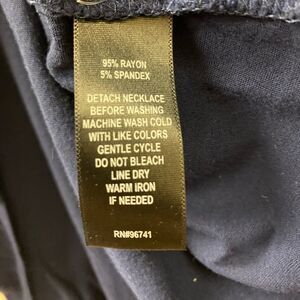 95% RAYON
5% SPANDEX
DETACH NECKLACE
BEFORE WASHING
MACHINE WASH COLD
WITH LIKE COLORS
GENTLE CYCLE
DO NOT BLEACH
LINE DRY
WARM IRON
IF NEEDED
RN#96741